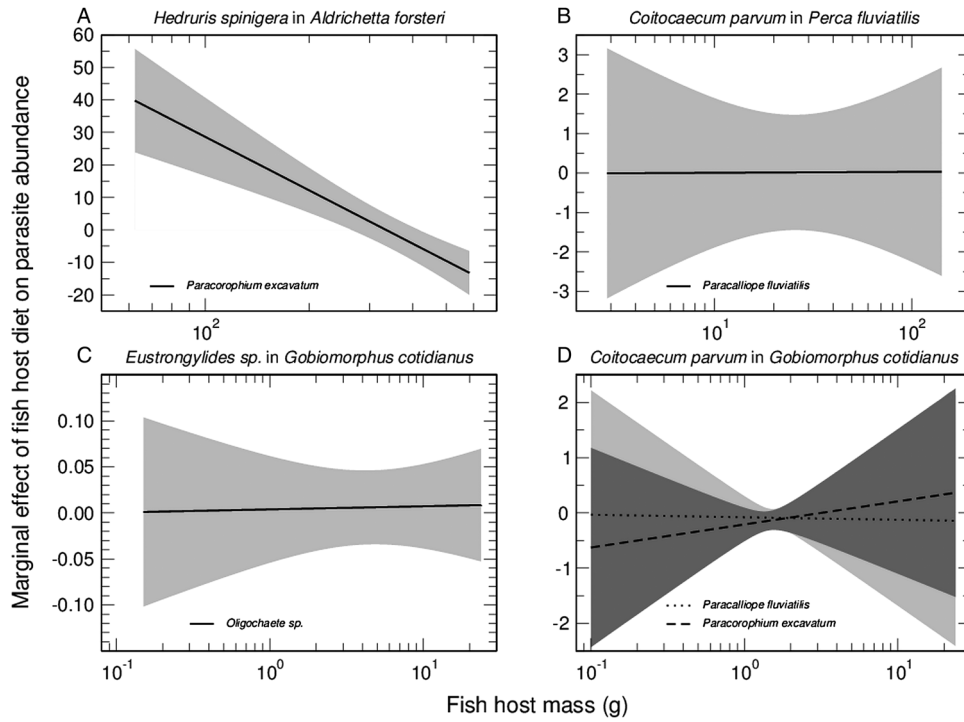 A Hedruris spinigera in Aldrichetta forsteri
60
50
40
30
20
10
0
-10
-20
Paracorophium excavatum
10²
B Coitocaecum parvum in Perca fluviatilis
3
2
1
0
-1
-2
-3
Paracalliope fluviatilis
10¹ 10²
C Eustrongylides sp. in Gobiomorphus cotidianus
0.10
0.05
0.00
-0.05
-0.10
Oligochaete sp.
10⁻¹ 10⁰ 10¹
D Coitocaecum parvum in Gobiomorphus cotidianus
2
1
0
-1
-2
Paracalliope fluviatilis
Paracorophium excavatum
10⁻¹ 10⁰ 10¹
Marginal effect of fish host diet on parasite abundance
Fish host mass (g)